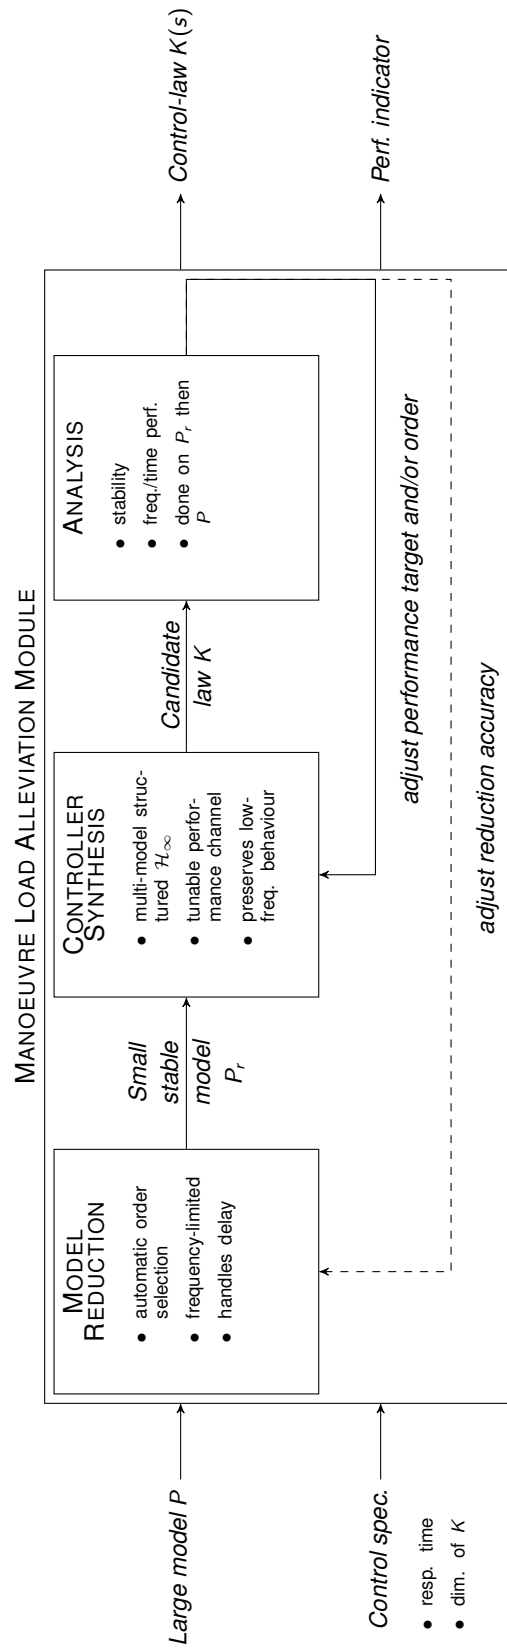 MANOEUVRE LOAD ALLEVIATION MODULE
Large model P
Control spec.
• resp. time
• dim. of K
MODEL
REDUCTION
• automatic order
selection
• frequency-limited
• handles delay
Small
stable
model
P_r
CONTROLLER
SYNTHESIS
• multi-model struc-
tured H∞
• tunable perfor-
mance channel
• preserves low-
freq. behaviour
Candidate
law K
ANALYSIS
• stability
• freq./time perf.
• done on P_r then
P
adjust performance target and/or order
adjust reduction accuracy
Control-law K(s)
Perf. indicator